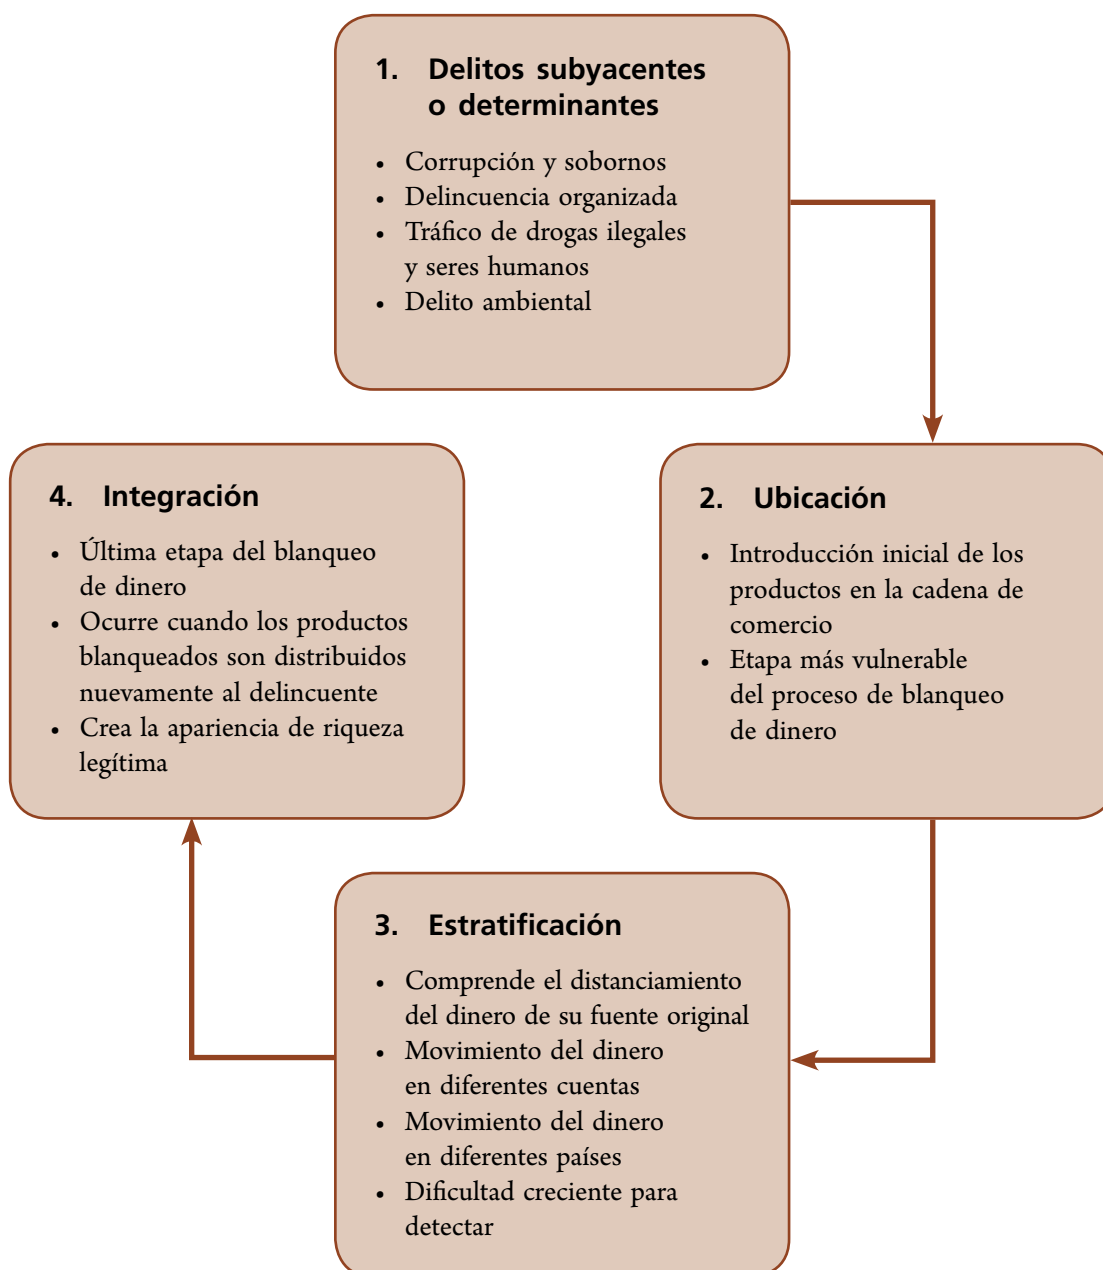 1. Delitos subyacentes
o determinantes
• Corrupción y sobornos
• Delincuencia organizada
• Tráfico de drogas ilegales
y seres humanos
• Delito ambiental
2. Ubicación
• Introducción inicial de los
productos en la cadena de
comercio
• Etapa más vulnerable
del proceso de blanqueo
de dinero
3. Estratificación
• Comprende el distanciamiento
del dinero de su fuente original
• Movimiento del dinero
en diferentes cuentas
• Movimiento del dinero
en diferentes países
• Dificultad creciente para
detectar
4. Integración
• Última etapa del blanqueo
de dinero
• Ocurre cuando los productos
blanqueados son distribuidos
nuevamente al delincuente
• Crea la apariencia de riqueza
legítima